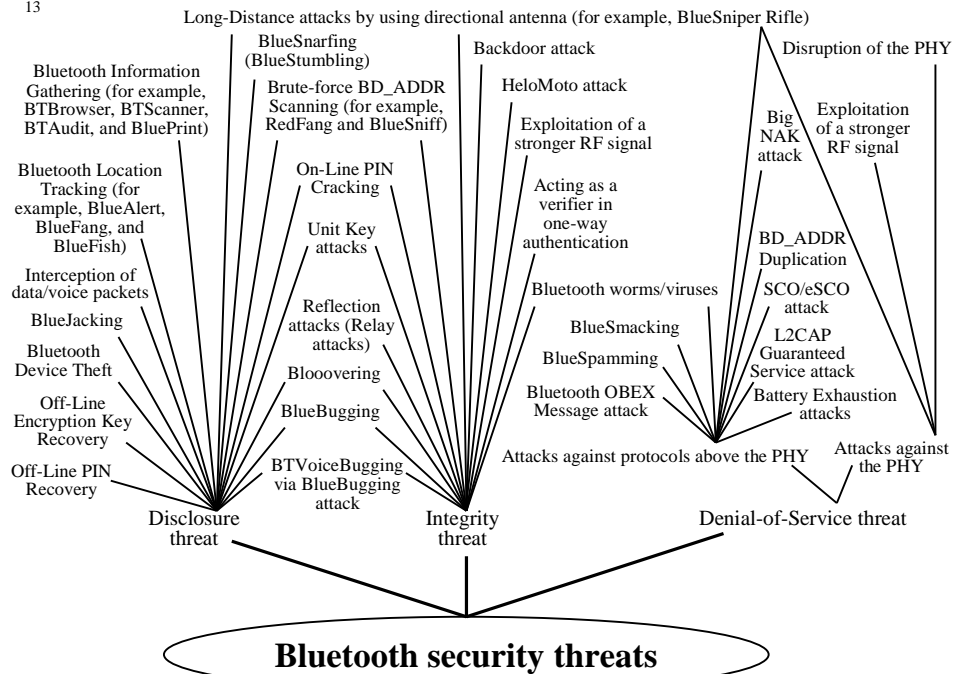 13
Long-Distance attacks by using directional antenna (for example, BlueSniper Rifle)
BlueSnarfing
(BlueStumbling)
Backdoor attack
Disruption of the PHY
Bluetooth Information
Gathering (for example,
BTBrowser, BTScanner,
BTAudit, and BluePrint)
Brute-force BD_ADDR
Scanning (for example,
RedFang and BlueSniff)
HeloMoto attack
Exploitation of a
stronger RF signal
Big
NAK
attack
Exploitation
of a stronger
RF signal
Bluetooth Location
Tracking (for
example, BlueAlert,
BlueFang, and
BlueFish)
On-Line PIN
Cracking
Acting as a
verifier in
one-way
authentication
Unit Key
attacks
BD_ADDR
Duplication
Interception of
data/voice packets
Bluetooth worms/viruses
SCO/eSCO
attack
BlueJacking
Reflection
attacks (Relay
attacks)
BlueSmacking
L2CAP
Guaranteed
Service attack
Bluetooth
Device Theft
Blooovering
BlueSpamming
Bluetooth OBEX
Message attack
Battery Exhaustion
attacks
Off-Line
Encryption Key
Recovery
BlueBugging
Attacks against protocols above the PHY
Attacks against
the PHY
Off-Line PIN
Recovery
BTVoiceBugging
via BlueBugging
attack
Disclosure
threat
Integrity
threat
Denial-of-Service threat
Bluetooth security threats